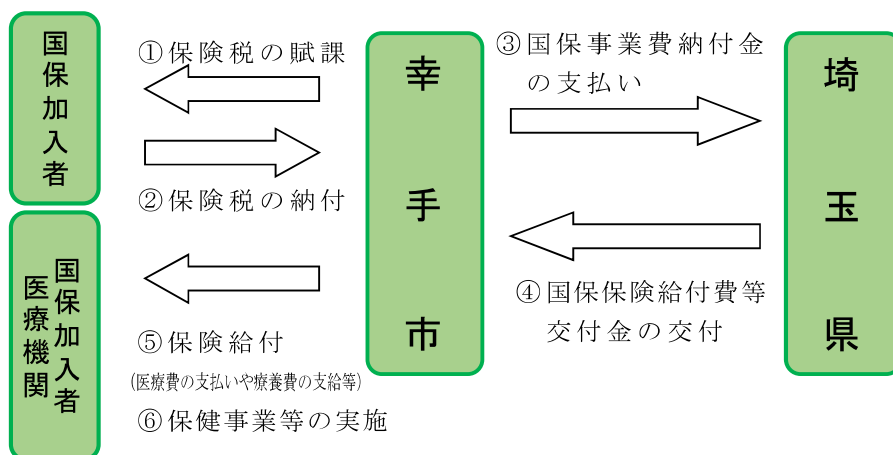 国保加入者
①保険税の賦課
②保険税の納付
国保加入者
医療機関
⑤保険給付
(医療費の支払いや療養費の支給等)
⑥保健事業等の実施
幸手市
③国保事業費納付金
の支払い
④国保保険給付費等
交付金の交付
埼玉県